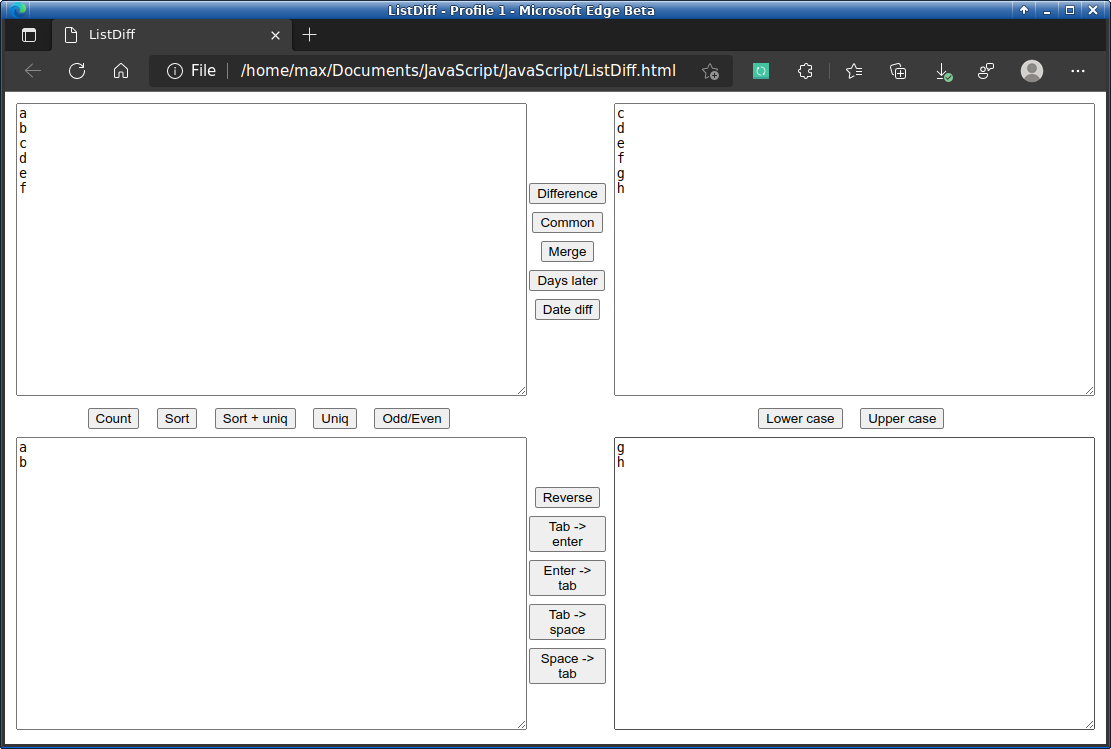 ListDiff - Profile 1 - Microsoft Edge Beta
ListDiff
File
/home/max/Documents/JavaScript/JavaScript/ListDiff.html
a
b
c
d
e
f
Difference
Common
Merge
Days later
Date diff
c
d
e
f
g
h
Count
Sort
Sort + uniq
Uniq
Odd/Even
Lower case
Upper case
a
b
Reverse
Tab ->
enter
Enter ->
tab
Tab ->
space
Space ->
tab
g
h